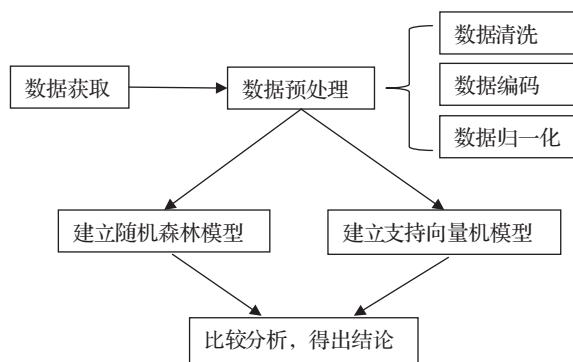 数据清洗
数据获取
数据预处理
数据编码
数据归一化
建立随机森林模型
建立支持向量机模型
比较分析，得出结论